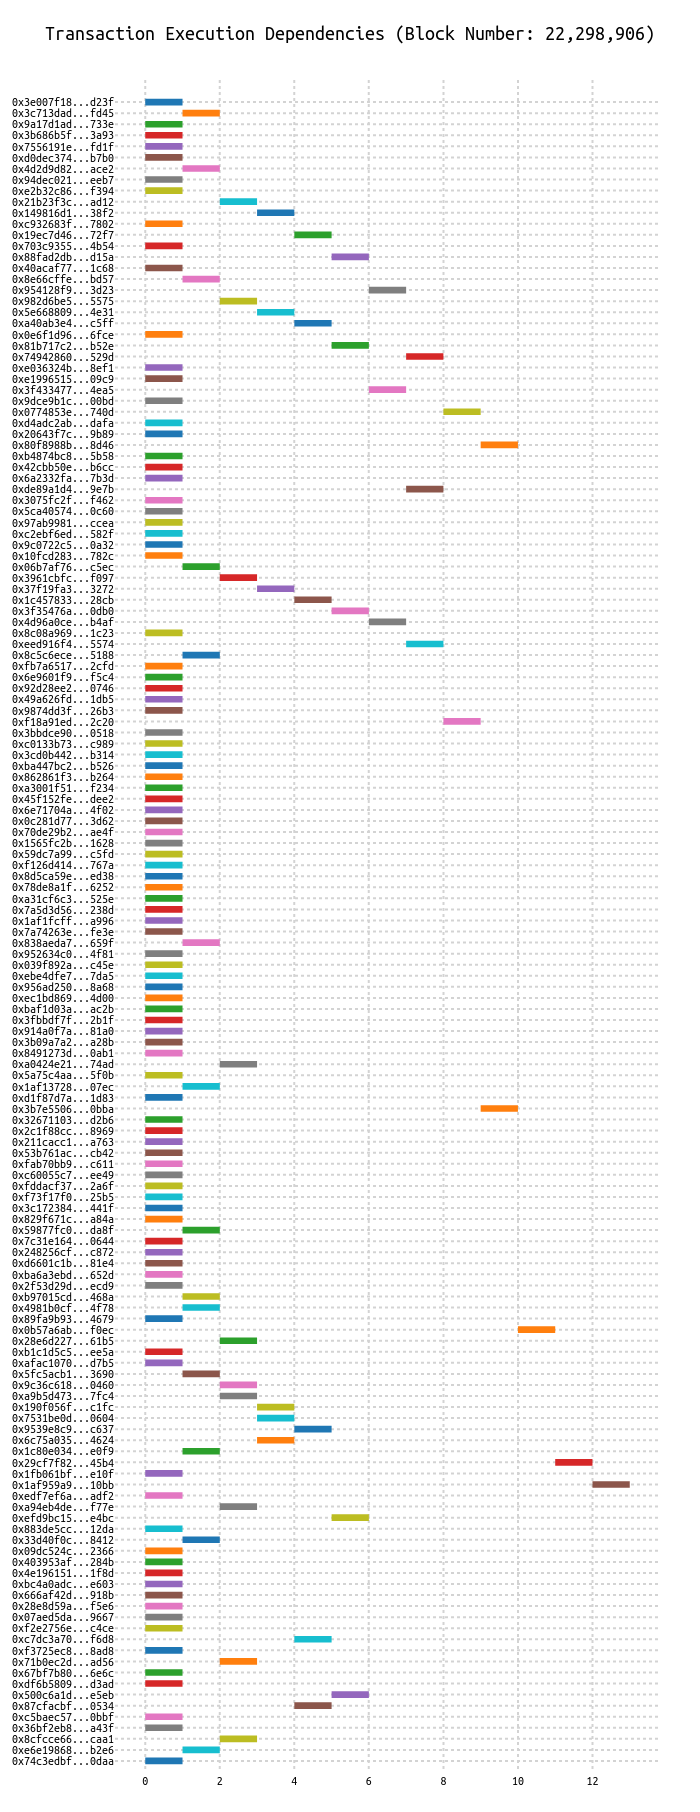 Transaction Execution Dependencies (Block Number: 22,298,906)
0x3e007f18...d23f
0x3c713dad...fd45
0x9a17d1ad...733e
0x3b686b5f...3a93
0x7556191e...fd1f
0xd0dec374...b7b0
0x4d2d9d82...ace2
0x94dec021...eeb7
0xe2b32c86...f394
0x21b23f3c...ad12
0x149816d1...38f2
0xc932683f...7802
0x19ec7d46...72f7
0x703c9355...4b54
0x88fad2db...d15a
0x40acaf77...1c68
0x8e66cffe...bd57
0x954128f9...3d23
0x982d6be5...5575
0x5e668809...4e31
0xa40ab3e4...c5ff
0x0e6f1d96...6fce
0x81b717c2...b52e
0x74942860...529d
0xe036324b...8ef1
0xe1996515...09c9
0x3f433477...4ea5
0x9dce9b1c...00bd
0x0774853e...740d
0xd4adc2ab...dafa
0x20643f7c...9b89
0x80f8988b...8d46
0xb4874bc8...5b58
0x42cbb50e...b6cc
0x6a2332fa...7b3d
0xde89a1d4...9e7b
0x3075fc2f...f462
0x5ca40574...0c60
0x97ab9981...ccea
0xc2ebf6ed...582f
0x9c0722c5...0a32
0x10fcd283...782c
0x06b7af76...c5ec
0x3961cbfc...f097
0x37f19fa3...3272
0x1c457833...28cb
0x3f35476a...0db0
0x4d96a0ce...b4af
0x8c08a969...1c23
0xeed916f4...5574
0x8c5c6ece...5188
0xfb7a6517...2cfd
0x6e9601f9...f5c4
0x92d28ee2...0746
0x49a626fd...1db5
0x9874dd3f...26b3
0xf18a91ed...2c20
0x3bbdce90...0518
0xc0133b73...c989
0x3cd0b442...b314
0xba447bc2...b526
0x862861f3...b264
0xa3001f51...f234
0x45f152fe...dee2
0x6e71704a...4f02
0x0c281d77...3d62
0x70de29b2...ae4f
0x1565fc2b...1628
0x59dc7a99...c5fd
0xf126d414...767a
0x8d5ca59e...ed38
0x78de8a1f...6252
0xa31cf6c3...525e
0x7a5d3d56...238d
0x1af1fcff...a996
0x7a74263e...fe3e
0x838aeda7...659f
0x952634c0...4f81
0x039f892a...c45e
0xebe4dfe7...7da5
0x956ad250...8a68
0xec1bd869...4d00
0xbaf1d03a...ac2b
0x3fbbdf7f...2b1f
0x914a0f7a...81a0
0x3b09a7a2...a28b
0x8491273d...0ab1
0xa0424e21...74ad
0x5a75c4aa...5f0b
0x1af13728...07ec
0xd1f87d7a...1d83
0x3b7e5506...0bba
0x32671103...d2b6
0x2c1f88cc...8969
0x211cacc1...a763
0x53b761ac...cb42
0xfab70bb9...c611
0xc60055c7...ee49
0xfddacf37...2a6f
0xf73f17f0...25b5
0x3c172384...441f
0x829f671c...a84a
0x59877fc0...da8f
0x7c31e164...0644
0x248256cf...c872
0xd6601c1b...81e4
0xba6a3ebd...652d
0x2f53d29d...ecd9
0xb97015cd...468a
0x4981b0cf...4f78
0x89fa9b93...4679
0x0b57a6ab...f0ec
0x28e6d227...61b5
0xb1c1d5c5...ee5a
0xafac1070...d7b5
0x5fc5acb1...3690
0x9c36c618...0460
0xa9b5d473...7fc4
0x190f056f...c1fc
0x7531be0d...0604
0x9539e8c9...c637
0x6c75a035...4624
0x1c80e034...e0f9
0x29cf7f82...45b4
0x1fb061bf...e10f
0x1af959a9...10bb
0xedf7ef6a...adf2
0xa94eb4de...f77e
0xefd9bc15...e4bc
0x883de5cc...12da
0x33d40f0c...8412
0x09dc524c...2366
0x403953af...284b
0x4e196151...1f8d
0xbc4a0adc...e603
0x666af42d...918b
0x28e8d59a...f5e6
0x07aed5da...9667
0xf2e2756e...c4ce
0xc7dc3a70...f6d8
0xf3725ec8...8ad8
0x71b0ec2d...ad56
0x67bf7b80...6e6c
0xdf6b5809...d3ad
0x500c6a1d...e5eb
0x87cfacbf...0534
0xc5baec57...0bbf
0x36bf2eb8...a43f
0x8cfcce66...caa1
0xe6e19868...b2e6
0x74c3edbf...0daa
0 2 4 6 8 10 12